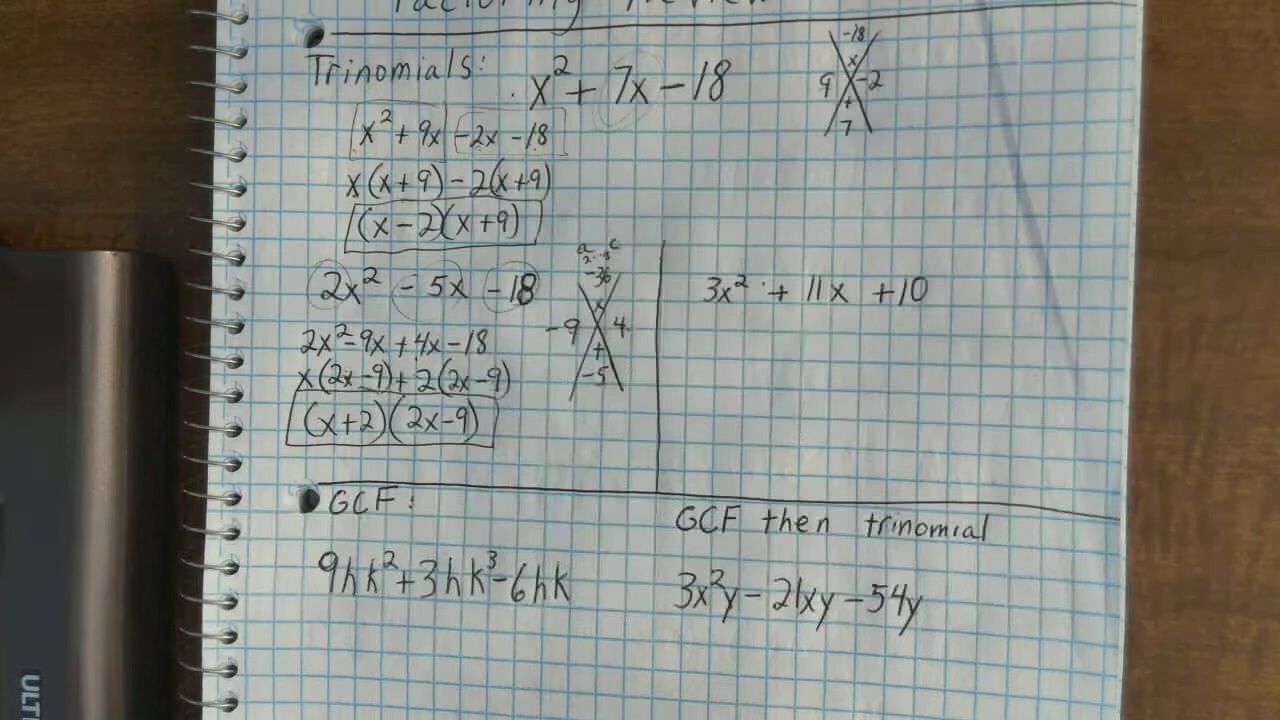 Factoring Review
Trinomials:
x² + 7x - 18
-18
x
9 -2
+
7
x² + 9x - 2x - 18
x(x + 9) - 2(x+9)
(x - 2)(x + 9)
2x² - 5x - 18
a c
-36
x
-9 4
+
-5
2x² - 9x + 4x - 18
x(2x - 9) + 2(2x - 9)
(x+2)(2x-9)
3x² + 11x + 10
GCF:
9hk² + 3hk³ - 6hk
GCF then trinomial
3x²y - 21xy - 54y